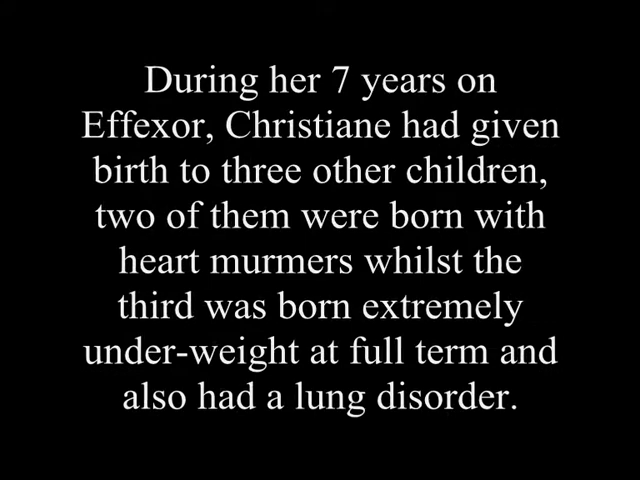 During her 7 years on
Effexor, Christiane had given
birth to three other children,
two of them were born with
heart murmers whilst the
third was born extremely
under-weight at full term and
also had a lung disorder.